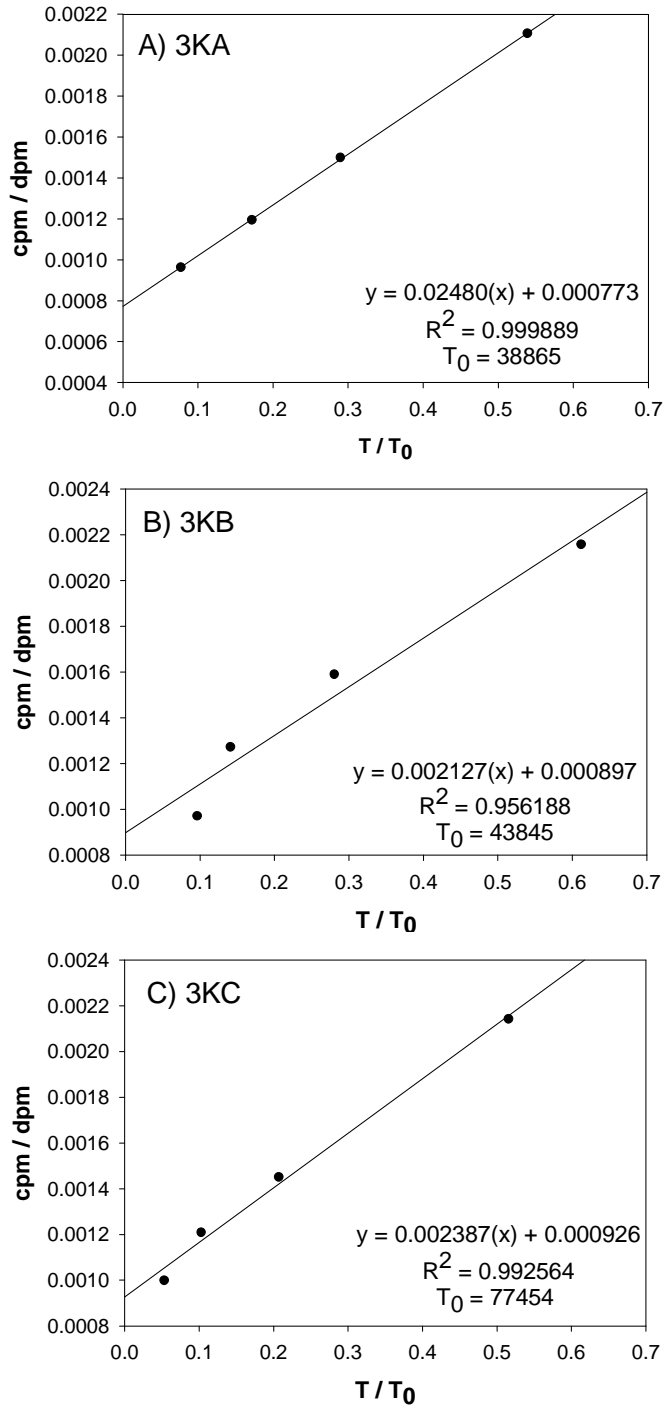 A) 3KA
cpm / dpm
0.0022
0.0020
0.0018
0.0016
0.0014
0.0012
0.0010
0.0008
0.0006
0.0004
y = 0.02480(x) + 0.000773
R2 = 0.999889
T0 = 38865
0.0 0.1 0.2 0.3 0.4 0.5 0.6 0.7
T / T0
B) 3KB
cpm / dpm
0.0024
0.0022
0.0020
0.0018
0.0016
0.0014
0.0012
0.0010
0.0008
y = 0.002127(x) + 0.000897
R2 = 0.956188
T0 = 43845
0.0 0.1 0.2 0.3 0.4 0.5 0.6 0.7
T / T0
C) 3KC
cpm / dpm
0.0024
0.0022
0.0020
0.0018
0.0016
0.0014
0.0012
0.0010
0.0008
y = 0.002387(x) + 0.000926
R2 = 0.992564
T0 = 77454
0.0 0.1 0.2 0.3 0.4 0.5 0.6 0.7
T / T0